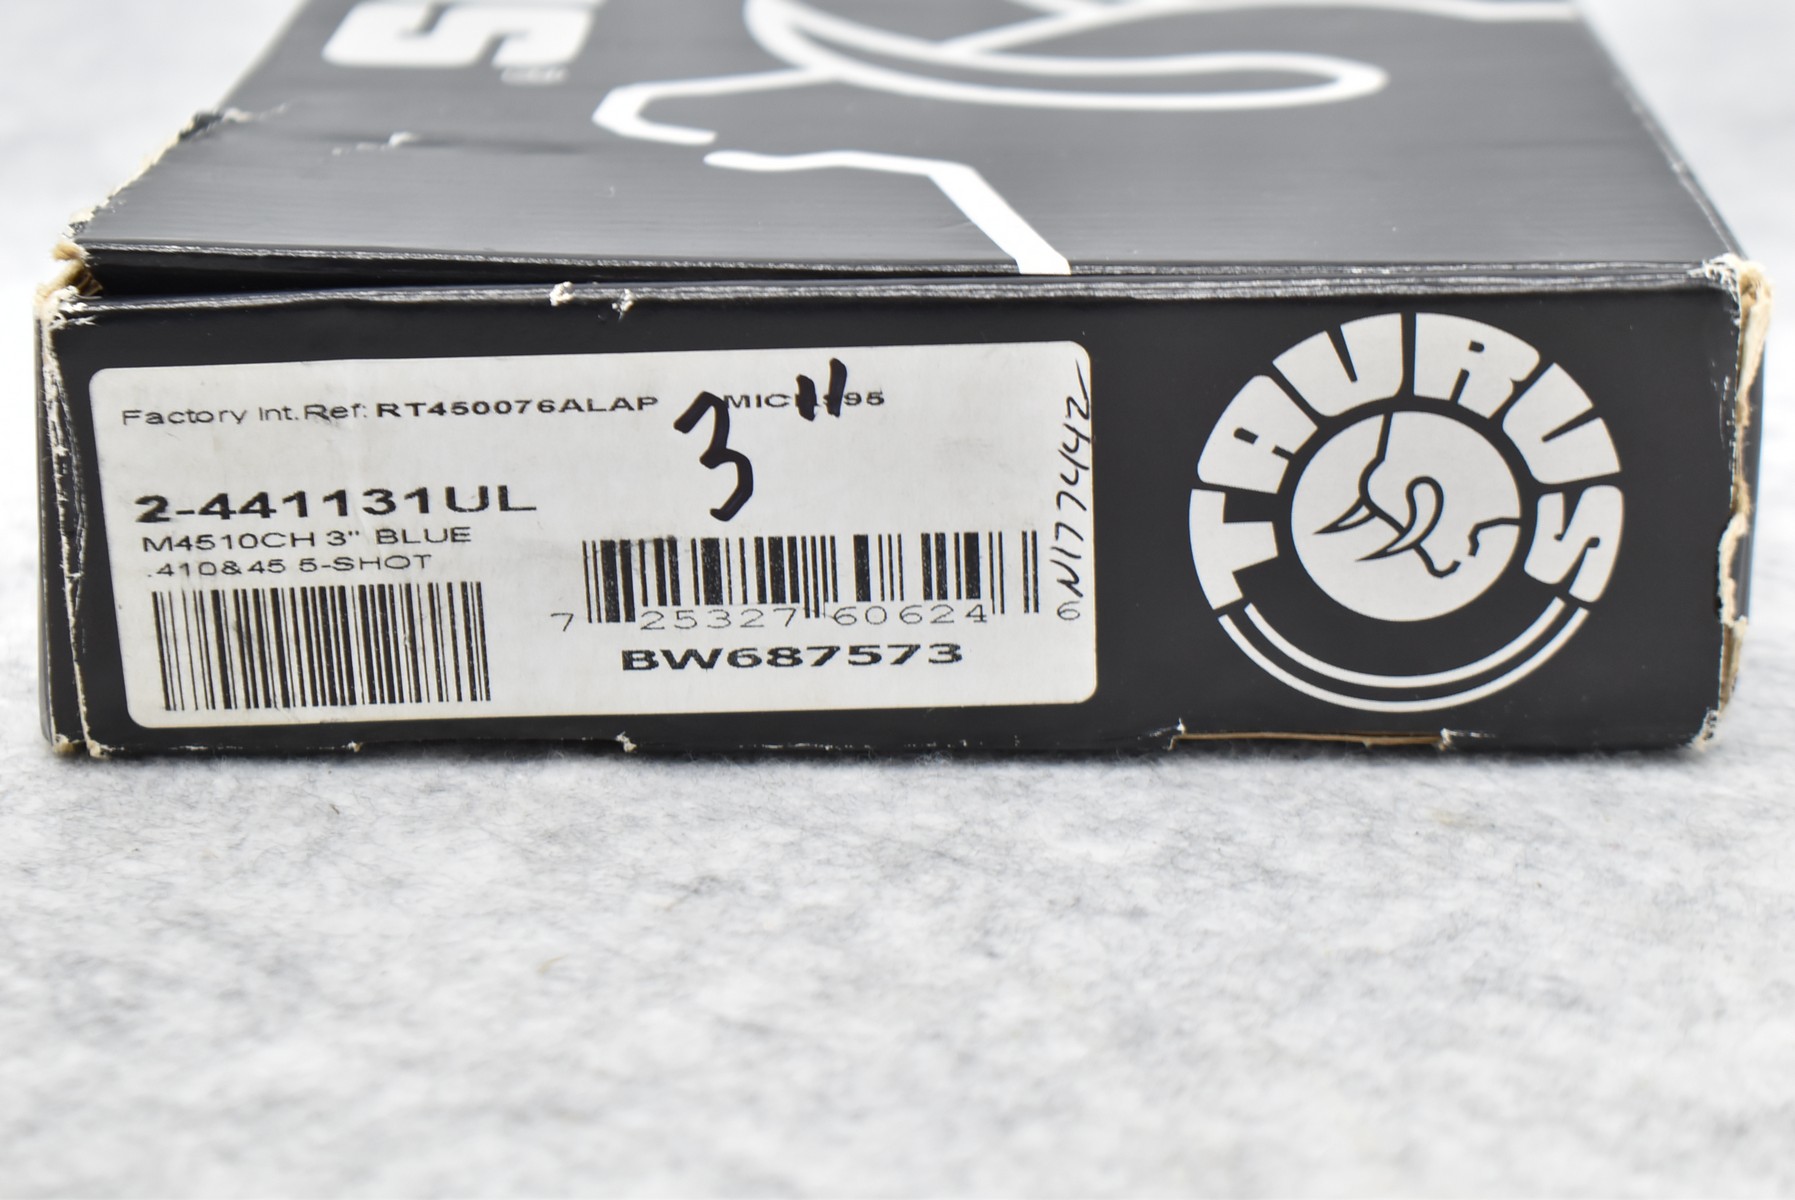 Factory Int. Ref: RT450076ALAP
3"
2-441131UL
M4510CH 3" BLUE
.410&45 5-SHOT
7 25327 60624 6
BW687573
N177442
TAURUS